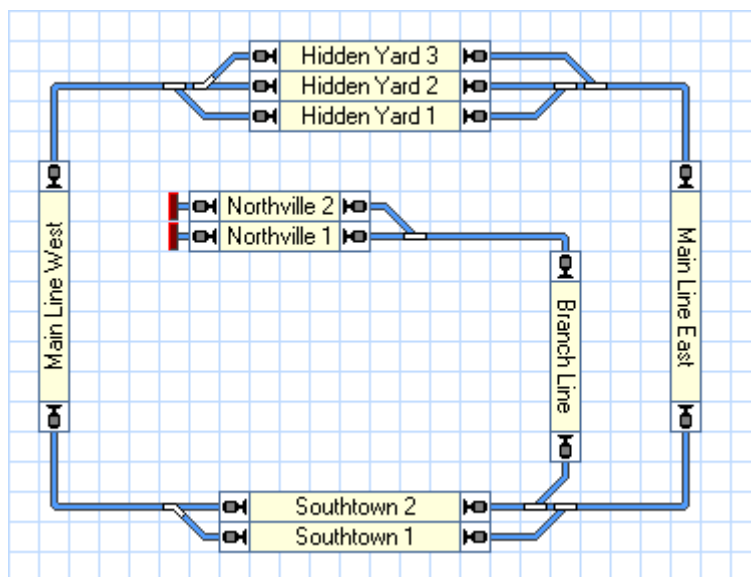 Hidden Yard 3
Hidden Yard 2
Hidden Yard 1
Northville 2
Northville 1
Main Line West
Branch Line
Main Line East
Southtown 2
Southtown 1